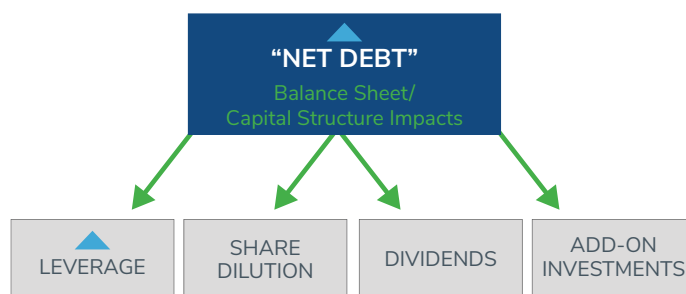 “NET DEBT”
Balance Sheet/
Capital Structure Impacts
LEVERAGE
SHARE
DILUTION
DIVIDENDS
ADD-ON
INVESTMENTS